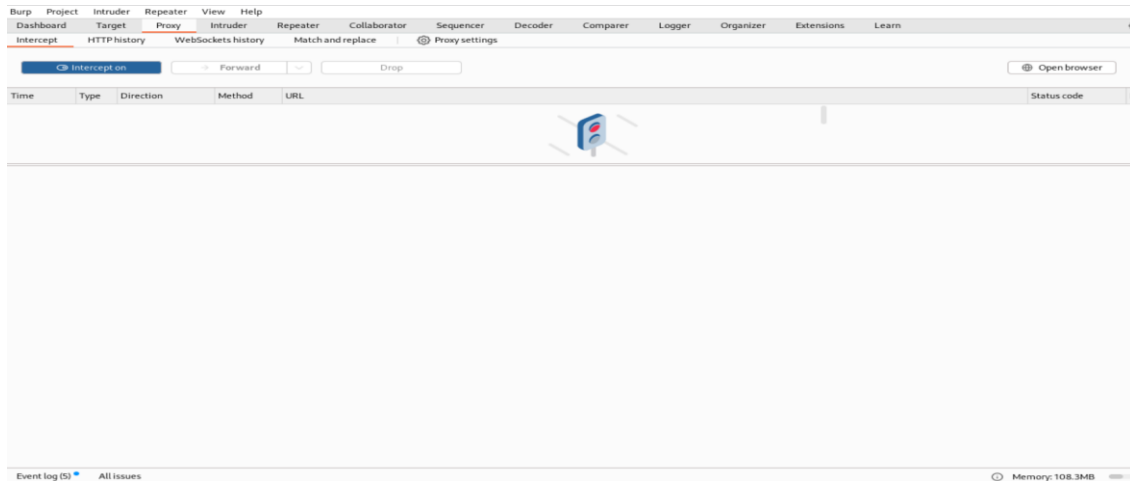 Burp Project Intruder Repeater View Help
Dashboard Target Proxy Intruder Repeater Collaborator Sequencer Decoder Comparer Logger Organizer Extensions Learn
Intercept HTTP history WebSockets history Match and replace Proxy settings
Intercept on Forward Drop Open browser
Time Type Direction Method URL Status code
Event log (5) All issues Memory: 108.3MB